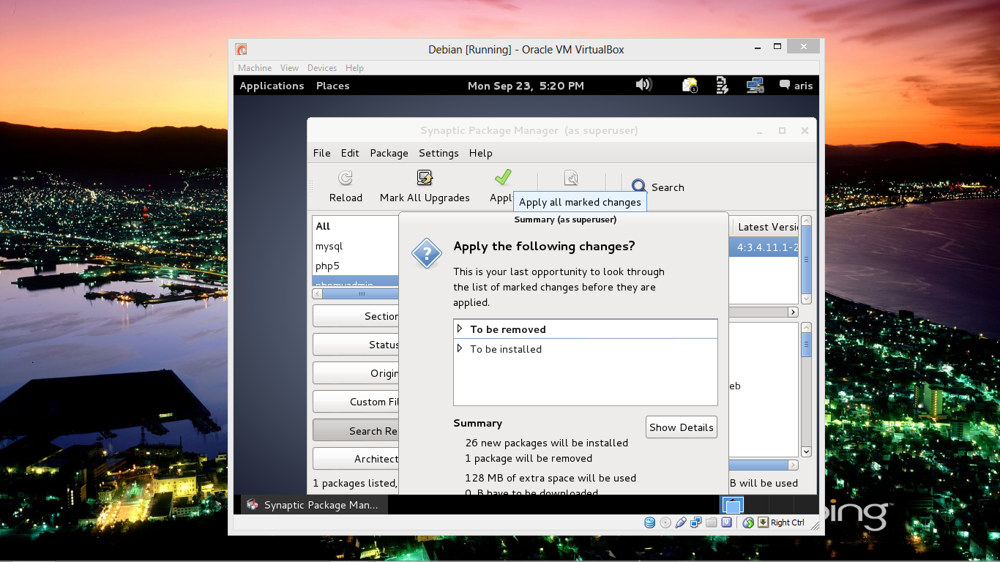 Debian [Running] - Oracle VM VirtualBox
Machine View Devices Help
Applications Places Mon Sep 23, 5:20 PM 1 aris
Synaptic Package Manager (as superuser)
File Edit Package Settings Help
Reload Mark All Upgrades Apply Search
Apply all marked changes
Summary (as superuser)
All
mysql
php5
phpmyadmin
Latest Versi
4:3.4.11.1-2
Apply the following changes?
This is your last opportunity to look through
the list of marked changes before they are
applied.
To be removed
To be installed
Section
Status
Origin
Custom Fil
Search Re
Architect
eb
Summary
Show Details
26 new packages will be installed
1 package will be removed
128 MB of extra space will be used
0 B have to be downloaded
1 packages listed,
B will be used
Synaptic Package Man...
Right Ctrl
bing